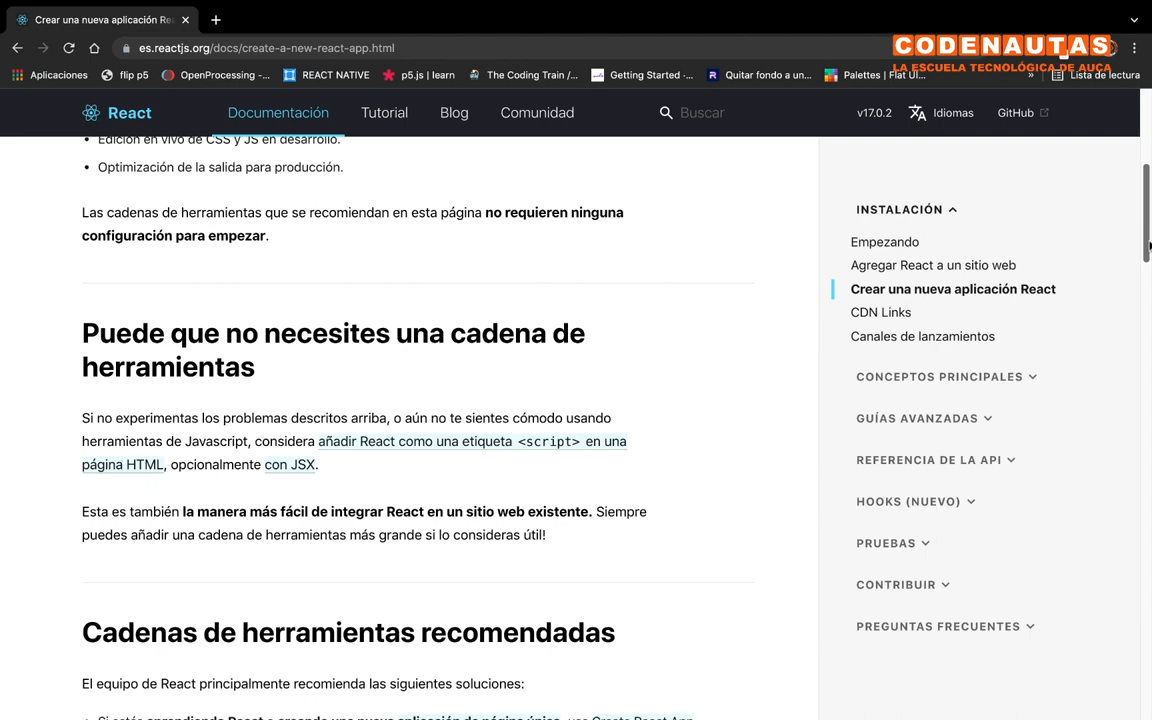 Crear una nueva aplicación Rea
es.reactjs.org/docs/create-a-new-react-app.html
CODENAUTAS
LA ESCUELA TECNOLÓGICA DE AUCA
Aplicaciones
flip p5
OpenProcessing -...
REACT NATIVE
p5.js | learn
The Coding Train /...
Getting Started -...
Quitar fondo a un...
Palettes | Flat UI...
»
Lista de lectura
React
Documentación
Tutorial
Blog
Comunidad
Buscar
v17.0.2
Idiomas
GitHub
• Edición en vivo de CSS y JS en desarrollo.
• Optimización de la salida para producción.
Las cadenas de herramientas que se recomiendan en esta página no requieren ninguna
configuración para empezar.
Puede que no necesites una cadena de
herramientas
Si no experimentas los problemas descritos arriba, o aún no te sientes cómodo usando
herramientas de Javascript, considera añadir React como una etiqueta <script> en una
página HTML, opcionalmente con JSX.
Esta es también la manera más fácil de integrar React en un sitio web existente. Siempre
puedes añadir una cadena de herramientas más grande si lo consideras útil!
Cadenas de herramientas recomendadas
El equipo de React principalmente recomienda las siguientes soluciones:
• Si estás aprendiendo React o creando una nueva aplicación de página única, usa Create React App.
INSTALACIÓN
Empezando
Agregar React a un sitio web
Crear una nueva aplicación React
CDN Links
Canales de lanzamientos
CONCEPTOS PRINCIPALES
GUÍAS AVANZADAS
REFERENCIA DE LA API
HOOKS (NUEVO)
PRUEBAS
CONTRIBUIR
PREGUNTAS FRECUENTES